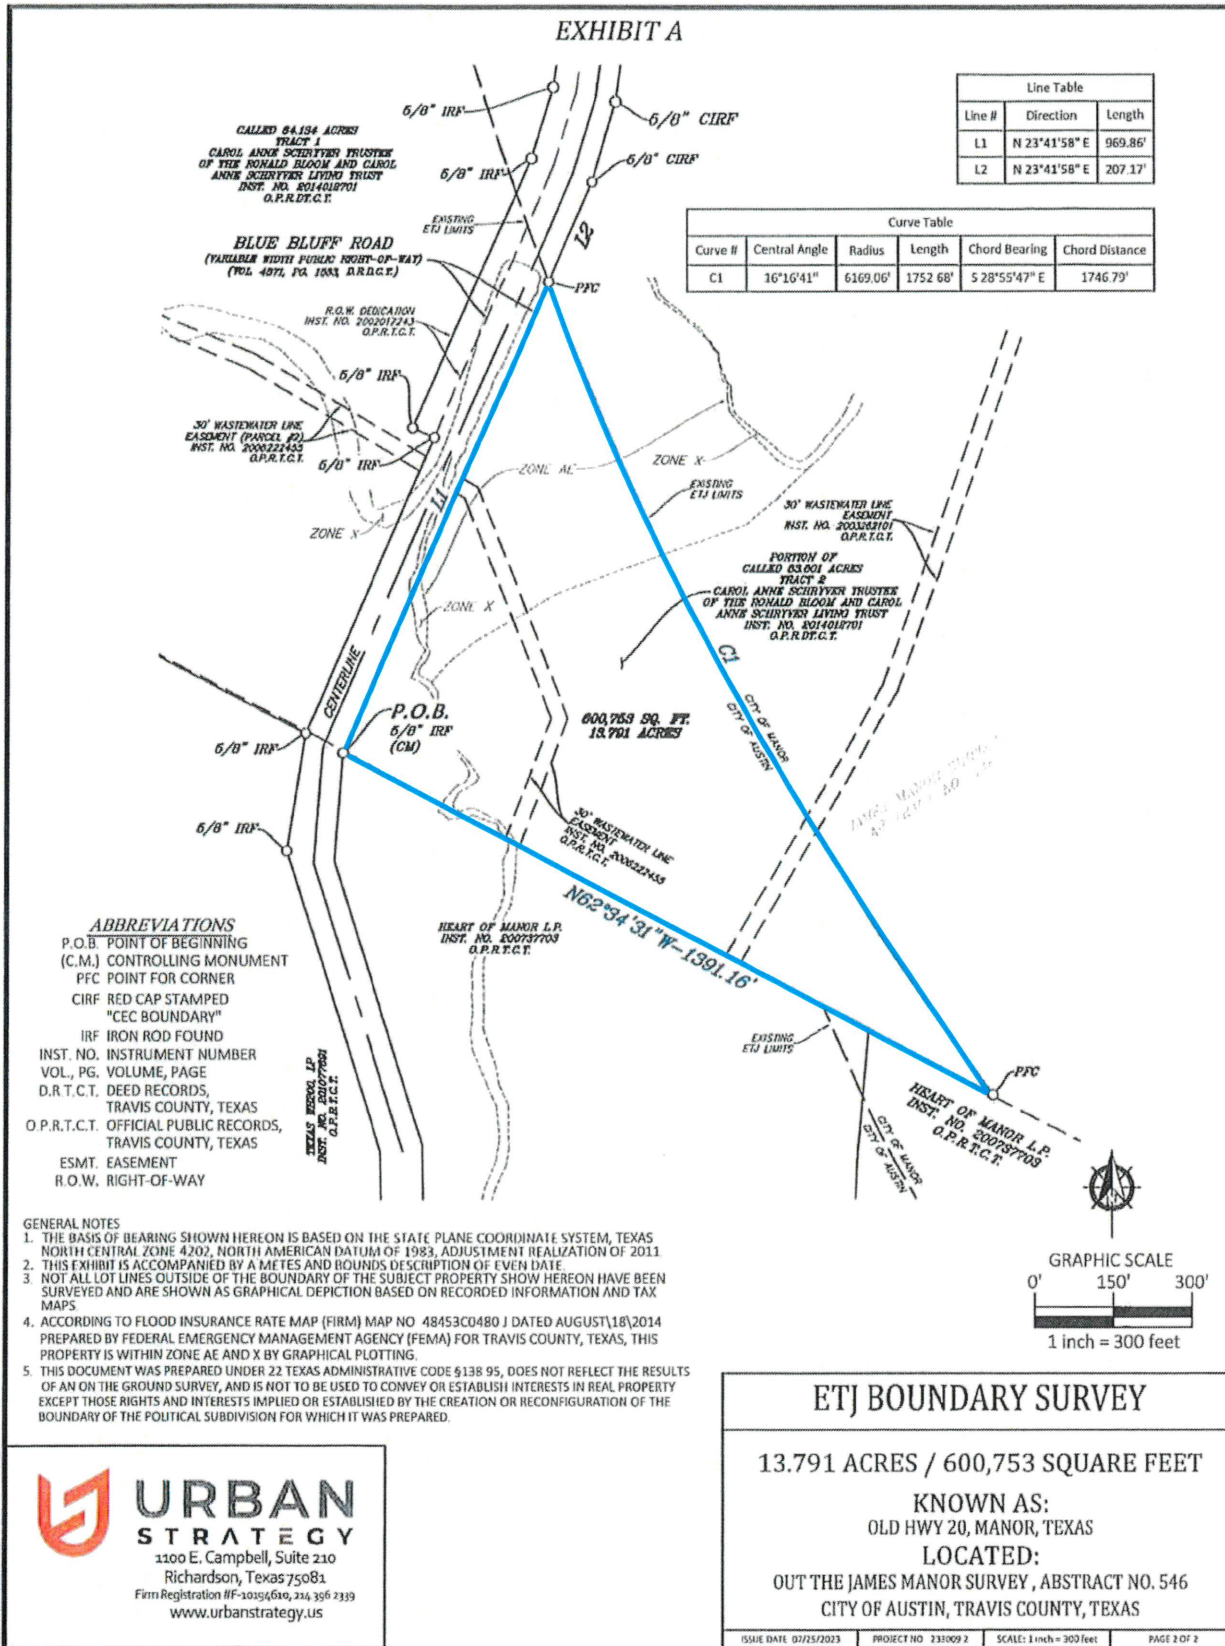 EXHIBIT A
Line Table
Line # Direction Length
L1 N 23°41'58" E 969.86'
L2 N 23°41'58" E 207.17'
Curve Table
Curve # Central Angle Radius Length Chord Bearing Chord Distance
C1 16°16'41" 6169.06' 1752 68' S 28°55'47" E 1746.79'
5/8" IRF
5/8" CIRF
5/8" IRF
5/8" CIRF
CALLED 64.134 ACRES
TRACT 1
CAROL ANNE SCHRYVER TRUSTEE
OF THE RONALD BLOOM AND CAROL
ANNE SCHRYVER LIVING TRUST
INST. NO. 2014012701
O.P.R.DT.C.T.
EXISTING
ETJ LIMITS
L2
BLUE BLUFF ROAD
(VARIABLE WIDTH PUBLIC RIGHT-OF-WAY)
(VOL. 4571, PG. 1533, D.R.D.C.T.)
PFC
R.O.W. DEDICATION
INST. NO. 2002017243
O.P.R.T.C.T.
5/8" IRF
30' WASTEWATER LINE
EASEMENT (PARCEL #2)
INST. NO. 2006222455
O.P.R.T.C.T.
5/8" IRF
ZONE AE
ZONE X
EXISTING
ETJ LIMITS
L1
ZONE X
30' WASTEWATER LINE
EASEMENT
INST. NO. 2003262101
O.P.R.T.C.T.
PORTION OF
CALLED 63.601 ACRES
TRACT 2
CAROL ANNE SCHRYVER TRUSTEE
OF THE RONALD BLOOM AND CAROL
ANNE SCHRYVER LIVING TRUST
INST. NO. 2014012701
O.P.R.DT.C.T.
ZONE X
C1
CITY OF MANOR
CITY OF AUSTIN
CENTERLINE
P.O.B.
5/8" IRF
(CM)
600,753 SQ. FT.
13.791 ACRES
5/8" IRF
5/8" IRF
30' WASTEWATER LINE
EASEMENT
INST. NO. 2006222455
O.P.R.T.C.T.
N62°34'31"W-1391.16'
HEART OF MANOR L.P.
INST. NO. 200737703
O.P.R.T.C.T.
EXISTING
ETJ LIMITS
PFC
HEART OF MANOR L.P.
INST. NO. 200737703
O.P.R.T.C.T.
CITY OF MANOR
CITY OF AUSTIN
O.P.R.T.C.T.
ABBREVIATIONS
P.O.B. POINT OF BEGINNING
(C.M.) CONTROLLING MONUMENT
PFC POINT FOR CORNER
CIRF RED CAP STAMPED
"CEC BOUNDARY"
IRF IRON ROD FOUND
INST. NO. INSTRUMENT NUMBER
VOL., PG. VOLUME, PAGE
D.R.T.C.T. DEED RECORDS,
TRAVIS COUNTY, TEXAS
O.P.R.T.C.T. OFFICIAL PUBLIC RECORDS,
TRAVIS COUNTY, TEXAS
ESMT. EASEMENT
R.O.W. RIGHT-OF-WAY
GENERAL NOTES
1. THE BASIS OF BEARING SHOWN HEREON IS BASED ON THE STATE PLANE COORDINATE SYSTEM, TEXAS
NORTH CENTRAL ZONE 4202, NORTH AMERICAN DATUM OF 1983, ADJUSTMENT REALIZATION OF 2011
2. THIS EXHIBIT IS ACCOMPANIED BY A METES AND BOUNDS DESCRIPTION OF EVEN DATE.
3. NOT ALL LOT LINES OUTSIDE OF THE BOUNDARY OF THE SUBJECT PROPERTY SHOW HEREON HAVE BEEN
SURVEYED AND ARE SHOWN AS GRAPHICAL DEPICTION BASED ON RECORDED INFORMATION AND TAX
MAPS
4. ACCORDING TO FLOOD INSURANCE RATE MAP (FIRM) MAP NO 48453C0480 J DATED AUGUST\18\2014
PREPARED BY FEDERAL EMERGENCY MANAGEMENT AGENCY (FEMA) FOR TRAVIS COUNTY, TEXAS, THIS
PROPERTY IS WITHIN ZONE AE AND X BY GRAPHICAL PLOTTING.
5. THIS DOCUMENT WAS PREPARED UNDER 22 TEXAS ADMINISTRATIVE CODE §138 95, DOES NOT REFLECT THE RESULTS
OF AN ON THE GROUND SURVEY, AND IS NOT TO BE USED TO CONVEY OR ESTABLISH INTERESTS IN REAL PROPERTY
EXCEPT THOSE RIGHTS AND INTERESTS IMPLIED OR ESTABLISHED BY THE CREATION OR RECONFIGURATION OF THE
BOUNDARY OF THE POLITICAL SUBDIVISION FOR WHICH IT WAS PREPARED.
GRAPHIC SCALE
0' 150' 300'
1 inch = 300 feet
URBAN
STRATEGY
1100 E. Campbell, Suite 210
Richardson, Texas 75081
Firm Registration #F-10194610, 214 396 2339
www.urbanstrategy.us
ETJ BOUNDARY SURVEY
13.791 ACRES / 600,753 SQUARE FEET
KNOWN AS:
OLD HWY 20, MANOR, TEXAS
LOCATED:
OUT THE JAMES MANOR SURVEY , ABSTRACT NO. 546
CITY OF AUSTIN, TRAVIS COUNTY, TEXAS
ISSUE DATE 07/25/2023 PROJECT NO 233009 2 SCALE: 1 inch = 300 feet PAGE 2 OF 2